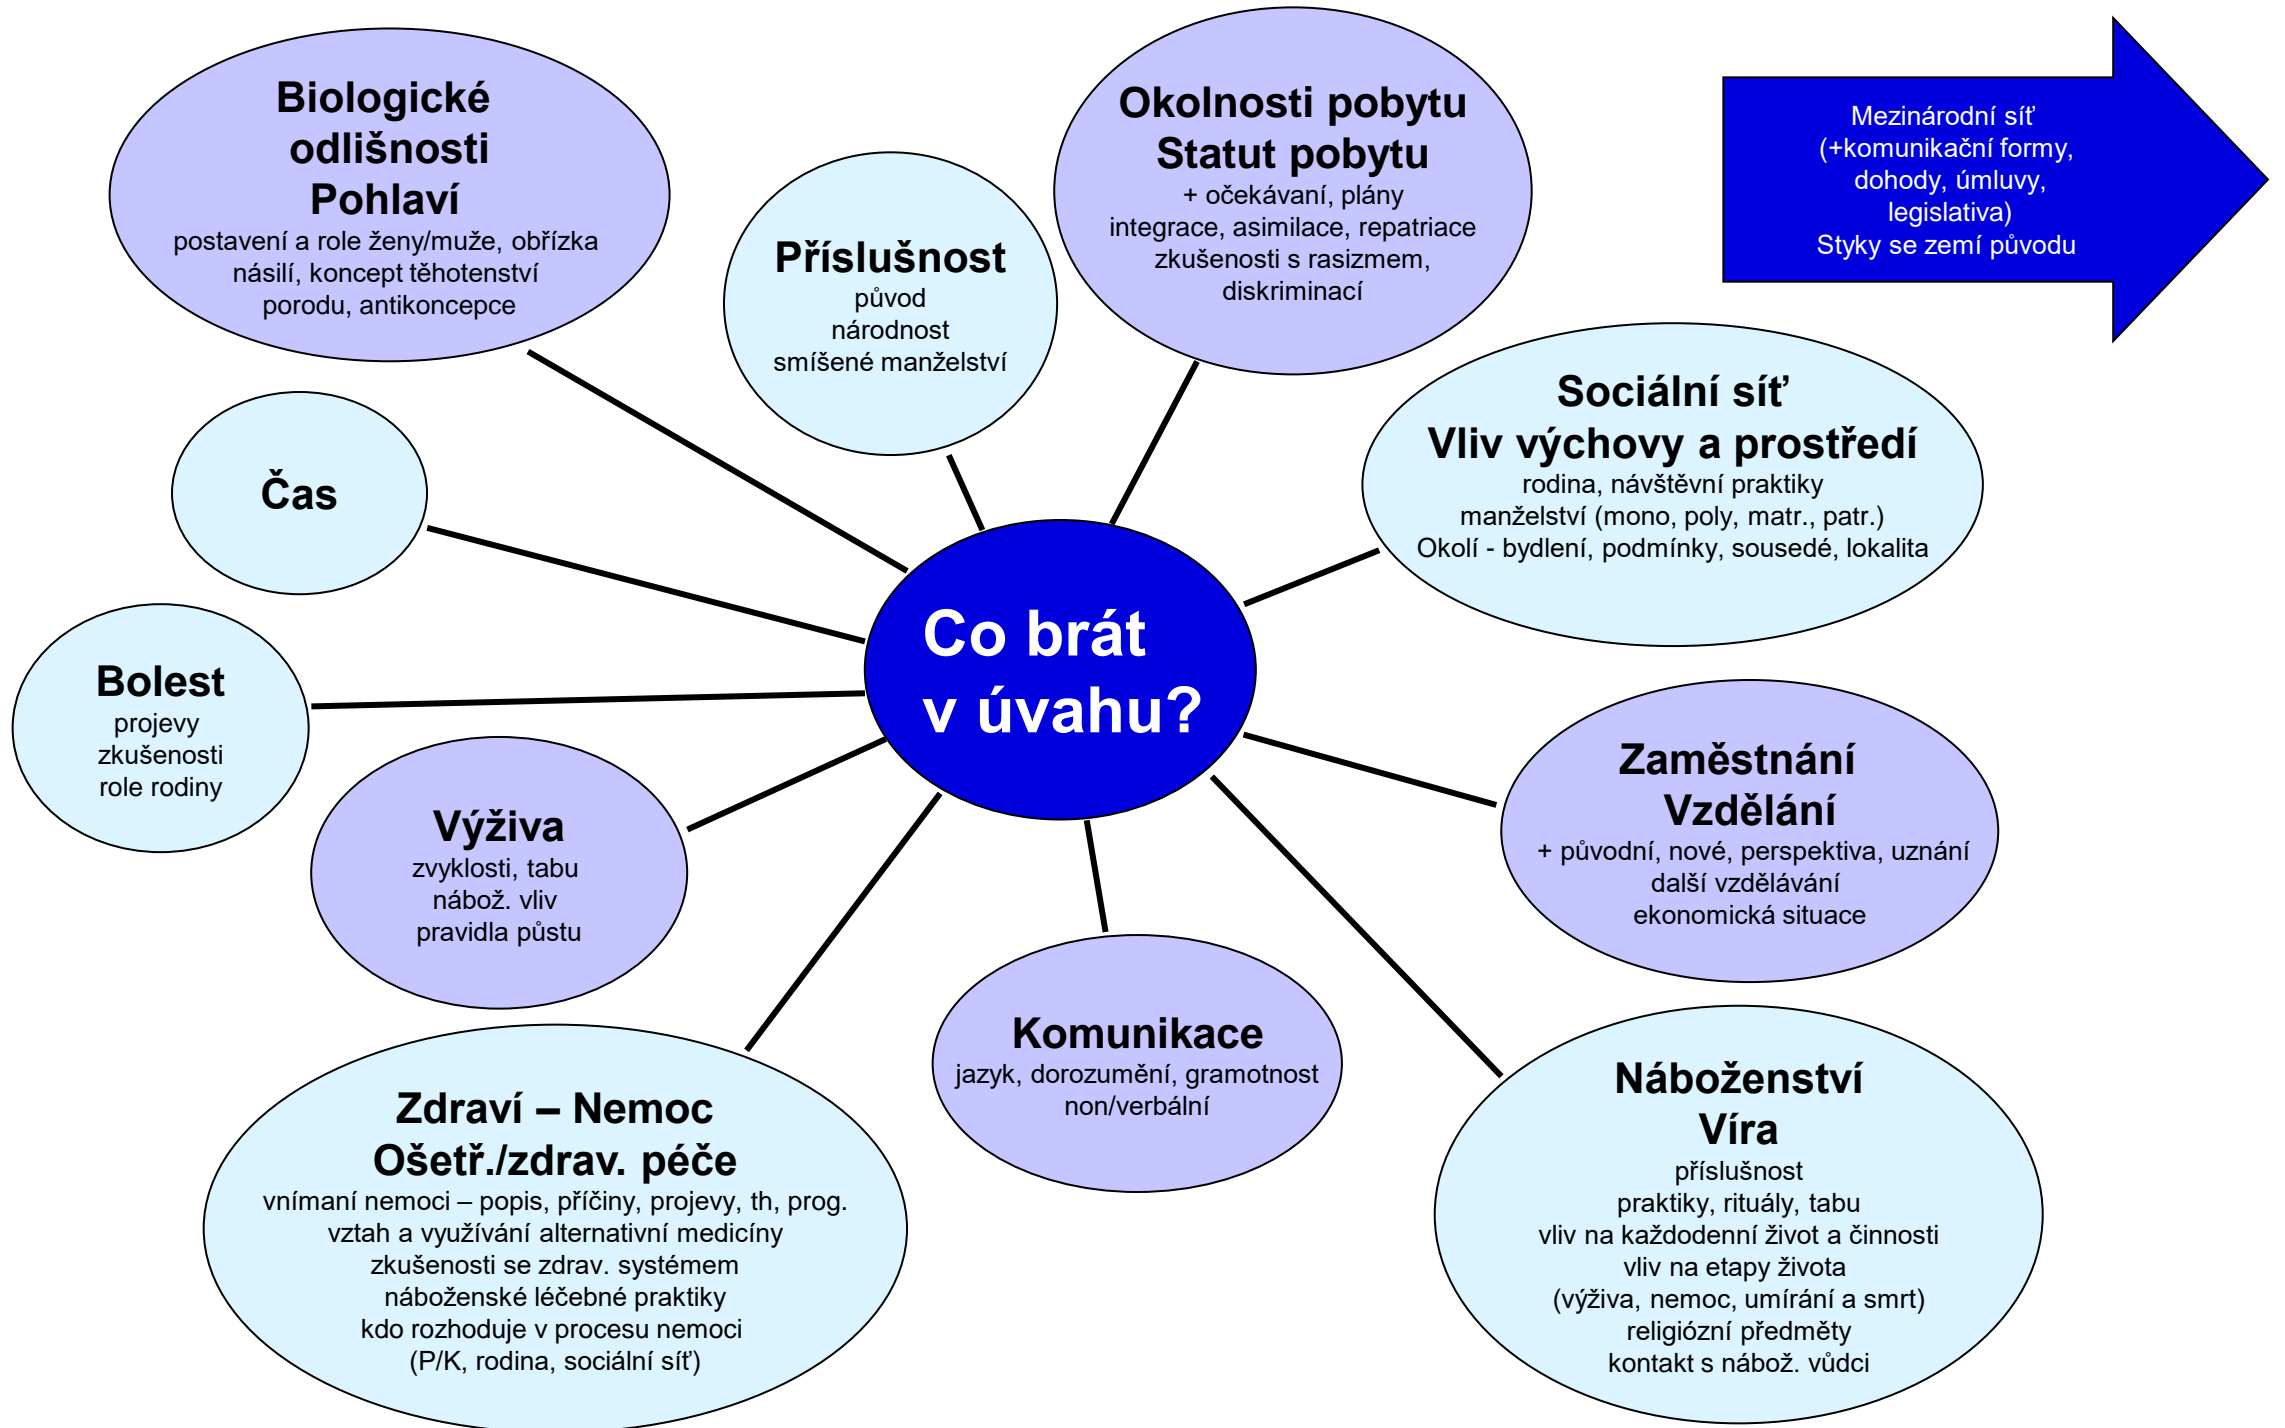 Biologické
odlišnosti
Pohlaví
postavení a role ženy/muže, obřízka
násilí, koncept těhotenství
porodu, antikoncepce
Příslušnost
původ
národnost
smíšené manželství
Okolnosti pobytu
Statut pobytu
+ očekávaní, plány
integrace, asimilace, repatriace
zkušenosti s rasizmem,
diskriminací
Mezinárodní síť
(+komunikační formy,
dohody, úmluvy,
legislativa)
Styky se zemí původu
Čas
Sociální síť
Vliv výchovy a prostředí
rodina, návštěvní praktiky
manželství (mono, poly, matr., patr.)
Okolí - bydlení, podmínky, sousedé, lokalita
Co brát
v úvahu?
Bolest
projevy
zkušenosti
role rodiny
Výživa
zvyklosti, tabu
nábož. vliv
pravidla půstu
Zaměstnání
Vzdělání
+ původní, nové, perspektiva, uznání
další vzdělávání
ekonomická situace
Zdraví – Nemoc
Ošetř./zdrav. péče
vnímaní nemoci – popis, příčiny, projevy, th, prog.
vztah a využívání alternativní medicíny
zkušenosti se zdrav. systémem
náboženské léčebné praktiky
kdo rozhoduje v procesu nemoci
(P/K, rodina, sociální síť)
Komunikace
jazyk, dorozumění, gramotnost
non/verbální
Náboženství
Víra
příslušnost
praktiky, rituály, tabu
vliv na každodenní život a činnosti
vliv na etapy života
(výživa, nemoc, umírání a smrt)
religiózní předměty
kontakt s nábož. vůdci